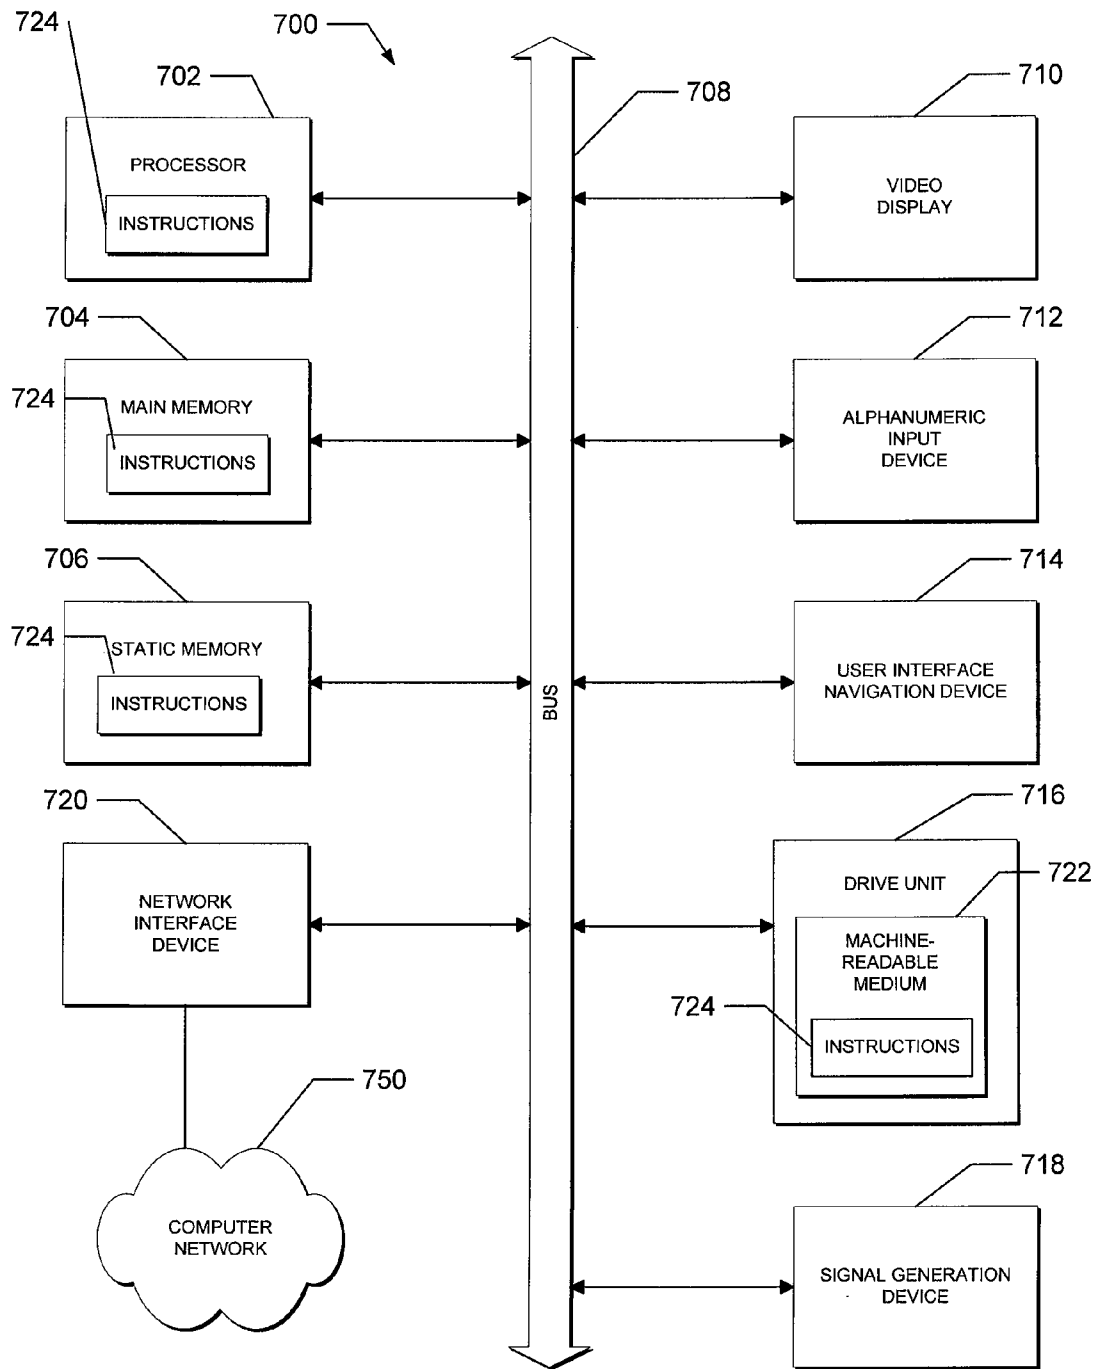 724
700
702
708
710
PROCESSOR
INSTRUCTIONS
VIDEO
DISPLAY
704
712
724
MAIN MEMORY
INSTRUCTIONS
ALPHANUMERIC
INPUT
DEVICE
706
714
724
STATIC MEMORY
INSTRUCTIONS
USER INTERFACE
NAVIGATION DEVICE
BUS
720
716
NETWORK
INTERFACE
DEVICE
DRIVE UNIT
722
MACHINE-
READABLE
MEDIUM
724
INSTRUCTIONS
750
COMPUTER
NETWORK
718
SIGNAL GENERATION
DEVICE